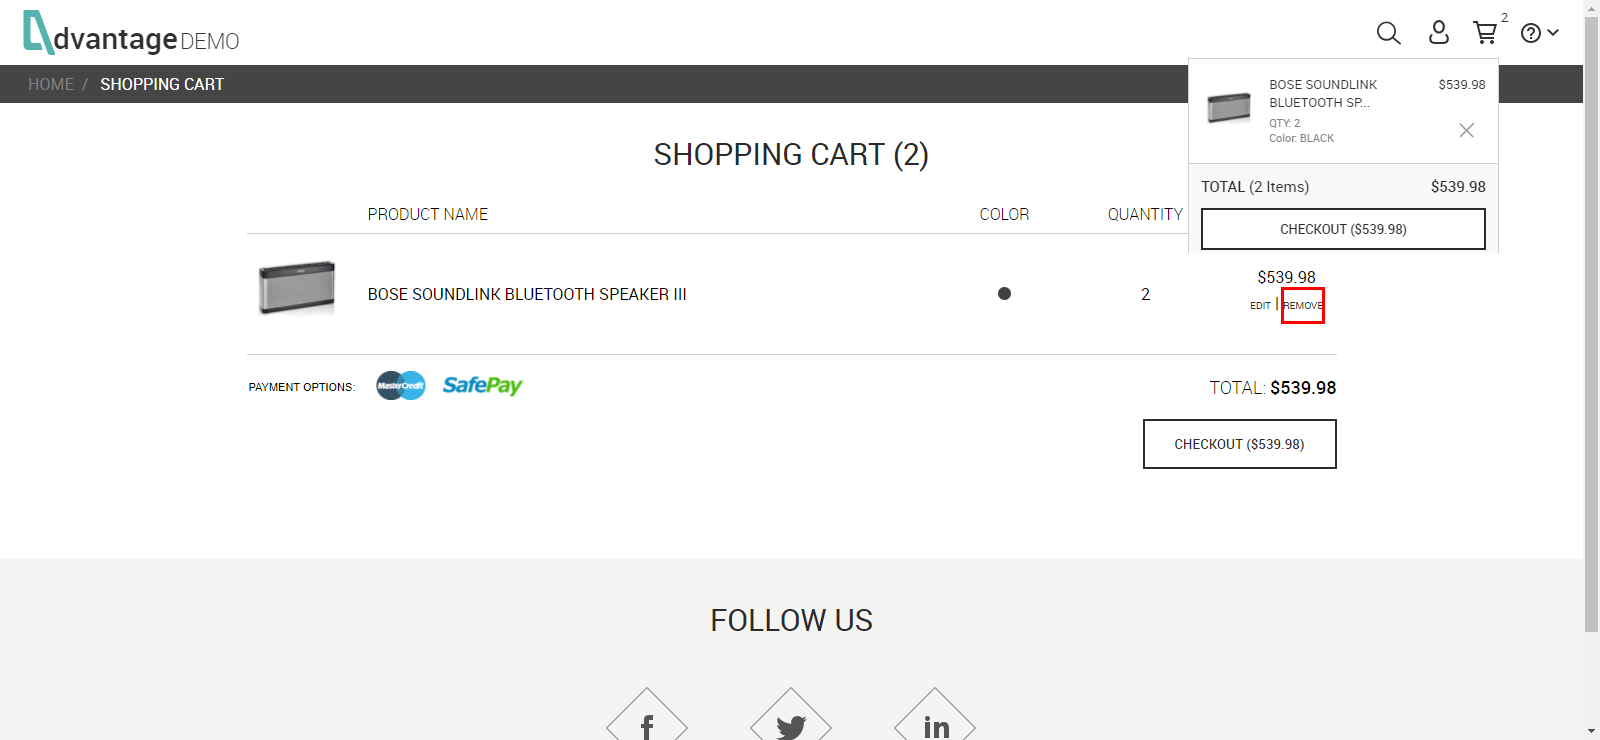 dvantage DEMO
2
HOME / SHOPPING CART
BOSE SOUNDLINK $539.98
BLUETOOTH SP...
QTY: 2
Color: BLACK
TOTAL (2 Items) $539.98
CHECKOUT ($539.98)
SHOPPING CART (2)
PRODUCT NAME COLOR QUANTITY
BOSE SOUNDLINK BLUETOOTH SPEAKER III 2 $539.98
EDIT | REMOVE
PAYMENT OPTIONS: MasterCredit SafePay TOTAL: $539.98
CHECKOUT ($539.98)
FOLLOW US
f in